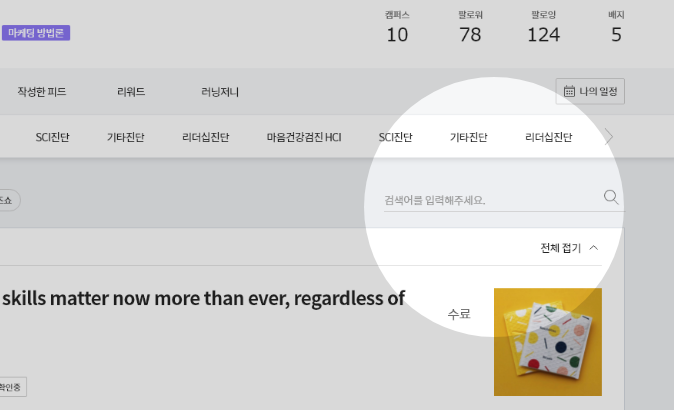 캠퍼스 팔로워 팔로잉 배지
마케팅 방법론 10 78 124 5
작성한 피드 리워드 러닝저니 나의 일정
SCI진단 기타진단 리더십진단 마음건강검진 HCI SCI진단 기타진단 리더십진단
검색어를 입력해주세요.
전체 접기
skills matter now more than ever, regardless of
수료
확인중